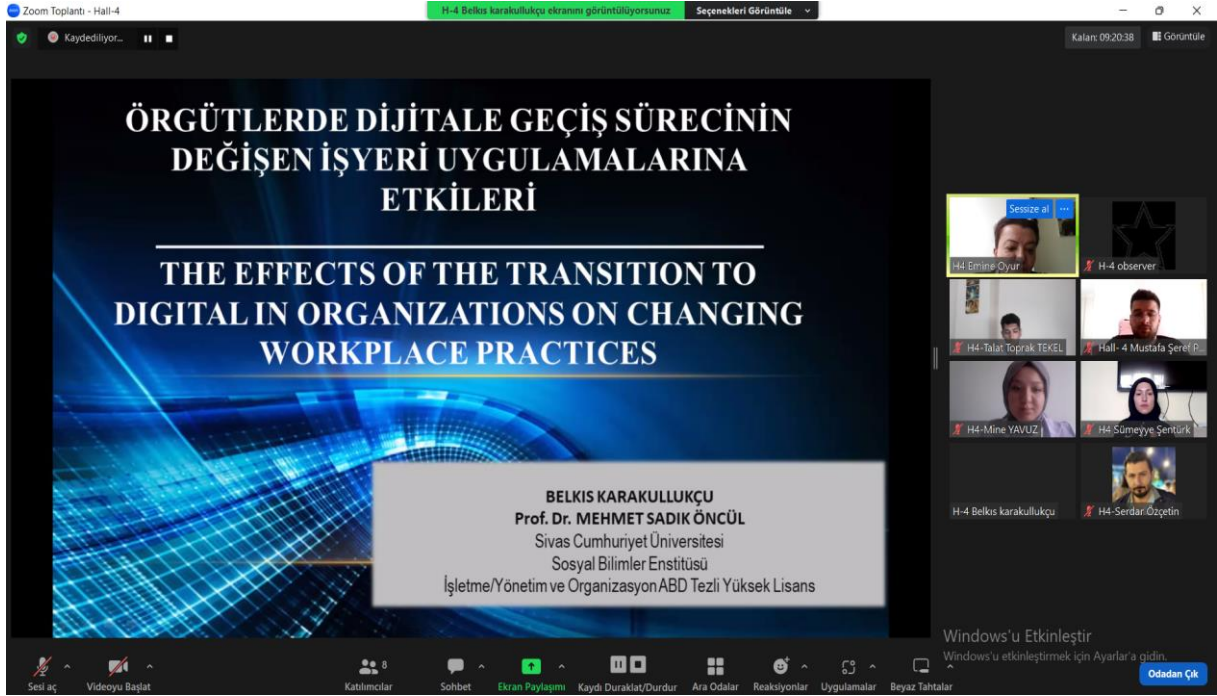 Zoom Toplantı - Hall-4
H-4 Belkıs karakullukçu ekranını görüntülüyorsunuz
Seçenekleri Görüntüle
Kaydediliyor...
Kalan: 09:20:38
Görüntüle
ÖRGÜTLERDE DİJİTALE GEÇİŞ SÜRECİNİN
DEĞİŞEN İŞYERİ UYGULAMALARINA
ETKİLERİ
THE EFFECTS OF THE TRANSITION TO
DIGITAL IN ORGANIZATIONS ON CHANGING
WORKPLACE PRACTICES
BELKIS KARAKULLUKÇU
Prof. Dr. MEHMET SADIK ÖNCÜL
Sivas Cumhuriyet Üniversitesi
Sosyal Bilimler Enstitüsü
İşletme/Yönetim ve Organizasyon ABD Tezli Yüksek Lisans
Sessize al
H4 Emine Oyur
H-4 observer
H4-Talat Toprak TEKEL
Hall- 4 Mustafa Şeref P...
H4-Mine YAVUZ
H4 Sümeyye Şentürk
H-4 Belkıs karakullukçu
H4-Serdar Özçetin
Windows'u Etkinleştir
Windows'u etkinleştirmek için Ayarlar'a gidin.
Sesi aç
Videoyu Başlat
8
Katılımcılar
Sohbet
Ekran Paylaşımı
Kaydı Duraklat/Durdur
Ara Odalar
Reaksiyonlar
Uygulamalar
Beyaz Tahtalar
Odadan Çık